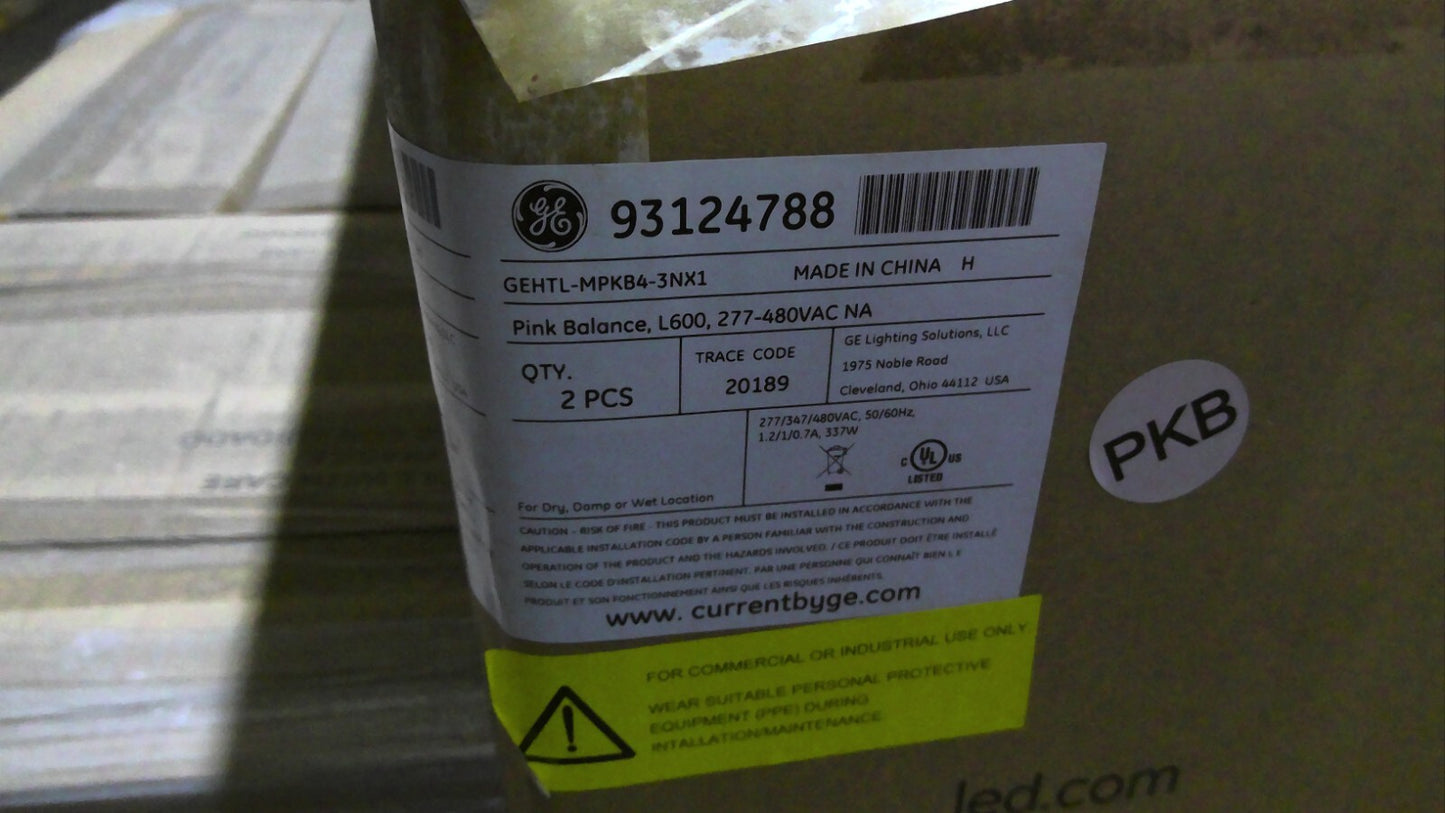 GE 93124788
GEHTL-MPKB4-3NX1 MADE IN CHINA H
Pink Balance, L600, 277-480VAC NA
QTY.
2 PCS
TRACE CODE
20189
GE Lighting Solutions, LLC
1975 Noble Road
Cleveland, Ohio 44112 USA
277/347/480VAC, 50/60Hz,
1.2/1/0.7A, 337W
C UL US
LISTED
For Dry, Damp or Wet Location
CAUTION - RISK OF FIRE - THIS PRODUCT MUST BE INSTALLED IN ACCORDANCE WITH THE
APPLICABLE INSTALLATION CODE BY A PERSON FAMILIAR WITH THE CONSTRUCTION AND
OPERATION OF THE PRODUCT AND THE HAZARDS INVOLVED. / CE PRODUIT DOIT ÊTRE INSTALLÉ
SELON LE CODE D'INSTALLATION PERTINENT, PAR UNE PERSONNE QUI CONNAÎT BIEN L E
PRODUIT ET SON FONCTIONNEMENT AINSI QUE LES RISQUES INHÉRENTS.
www. currentbyge.com
FOR COMMERCIAL OR INDUSTRIAL USE ONLY.
WEAR SUITABLE PERSONAL PROTECTIVE
EQUIPMENT (PPE) DURING
INTALLATION/MAINTENANCE.
PKB
led.com